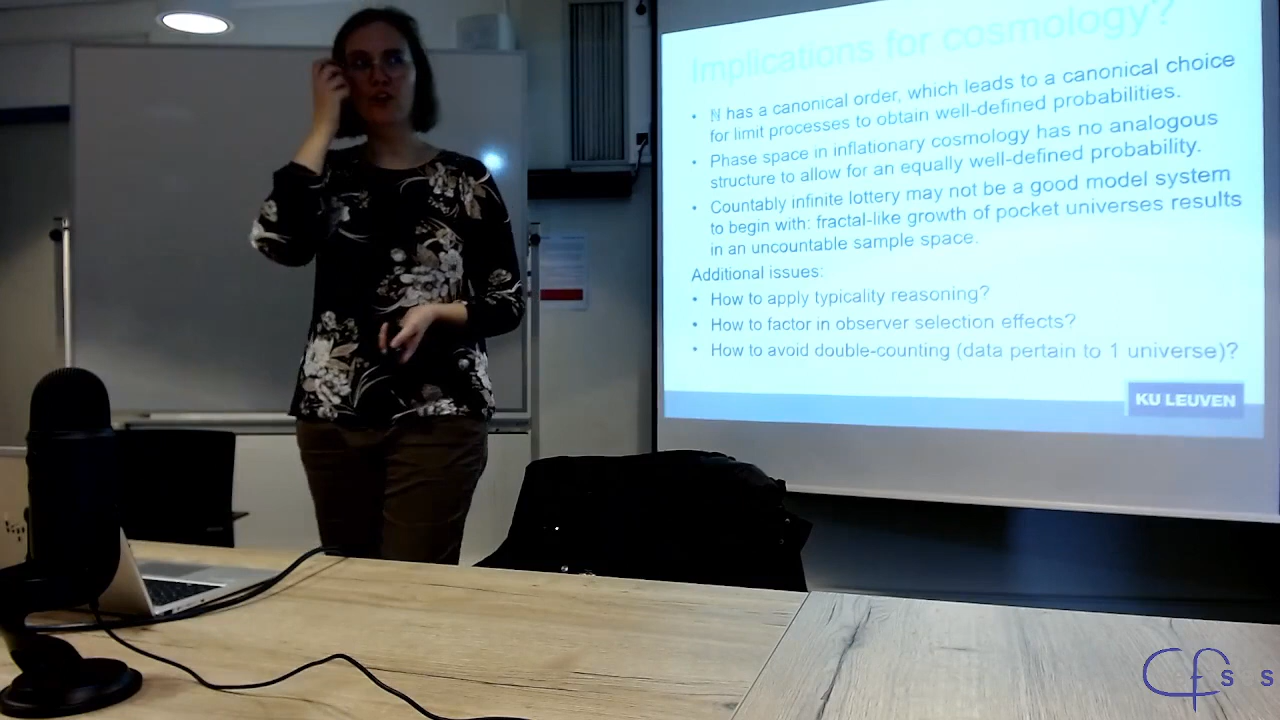 Implications for cosmology?
• ℕ has a canonical order, which leads to a canonical choice
for limit processes to obtain well-defined probabilities.
• Phase space in inflationary cosmology has no analogous
structure to allow for an equally well-defined probability.
• Countably infinite lottery may not be a good model system
to begin with: fractal-like growth of pocket universes results
in an uncountable sample space.
Additional issues:
• How to apply typicality reasoning?
• How to factor in observer selection effects?
• How to avoid double-counting (data pertain to 1 universe)?
KU LEUVEN
Cfs s